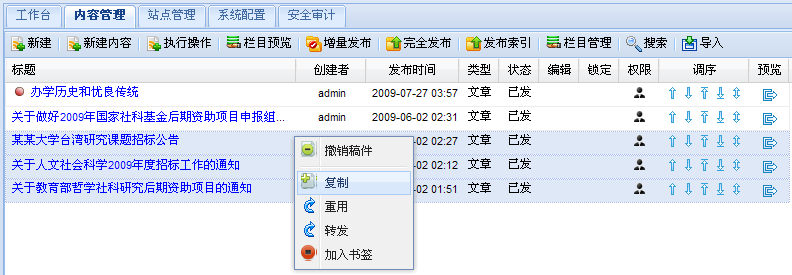 工作台 内容管理 站点管理 系统配置 安全审计
新建 新建内容 执行操作 栏目预览 增量发布 完全发布 发布索引 栏目管理 搜索 导入
标题 创建者 发布时间 类型 状态 编辑 锁定 权限 调序 预览
办学历史和优良传统 admin 2009-07-27 03:57 文章 已发
关于做好2009年国家社科基金后期资助项目申报组... admin 2009-06-02 02:31 文章 已发
某某大学台湾研究课题招标公告 -02 02:27 文章 已发
关于人文社会科学2009年度招标工作的通知 -02 02:12 文章 已发
关于教育部哲学社科研究后期资助项目的通知 -02 01:51 文章 已发
撤销稿件
复制
重用
转发
加入书签